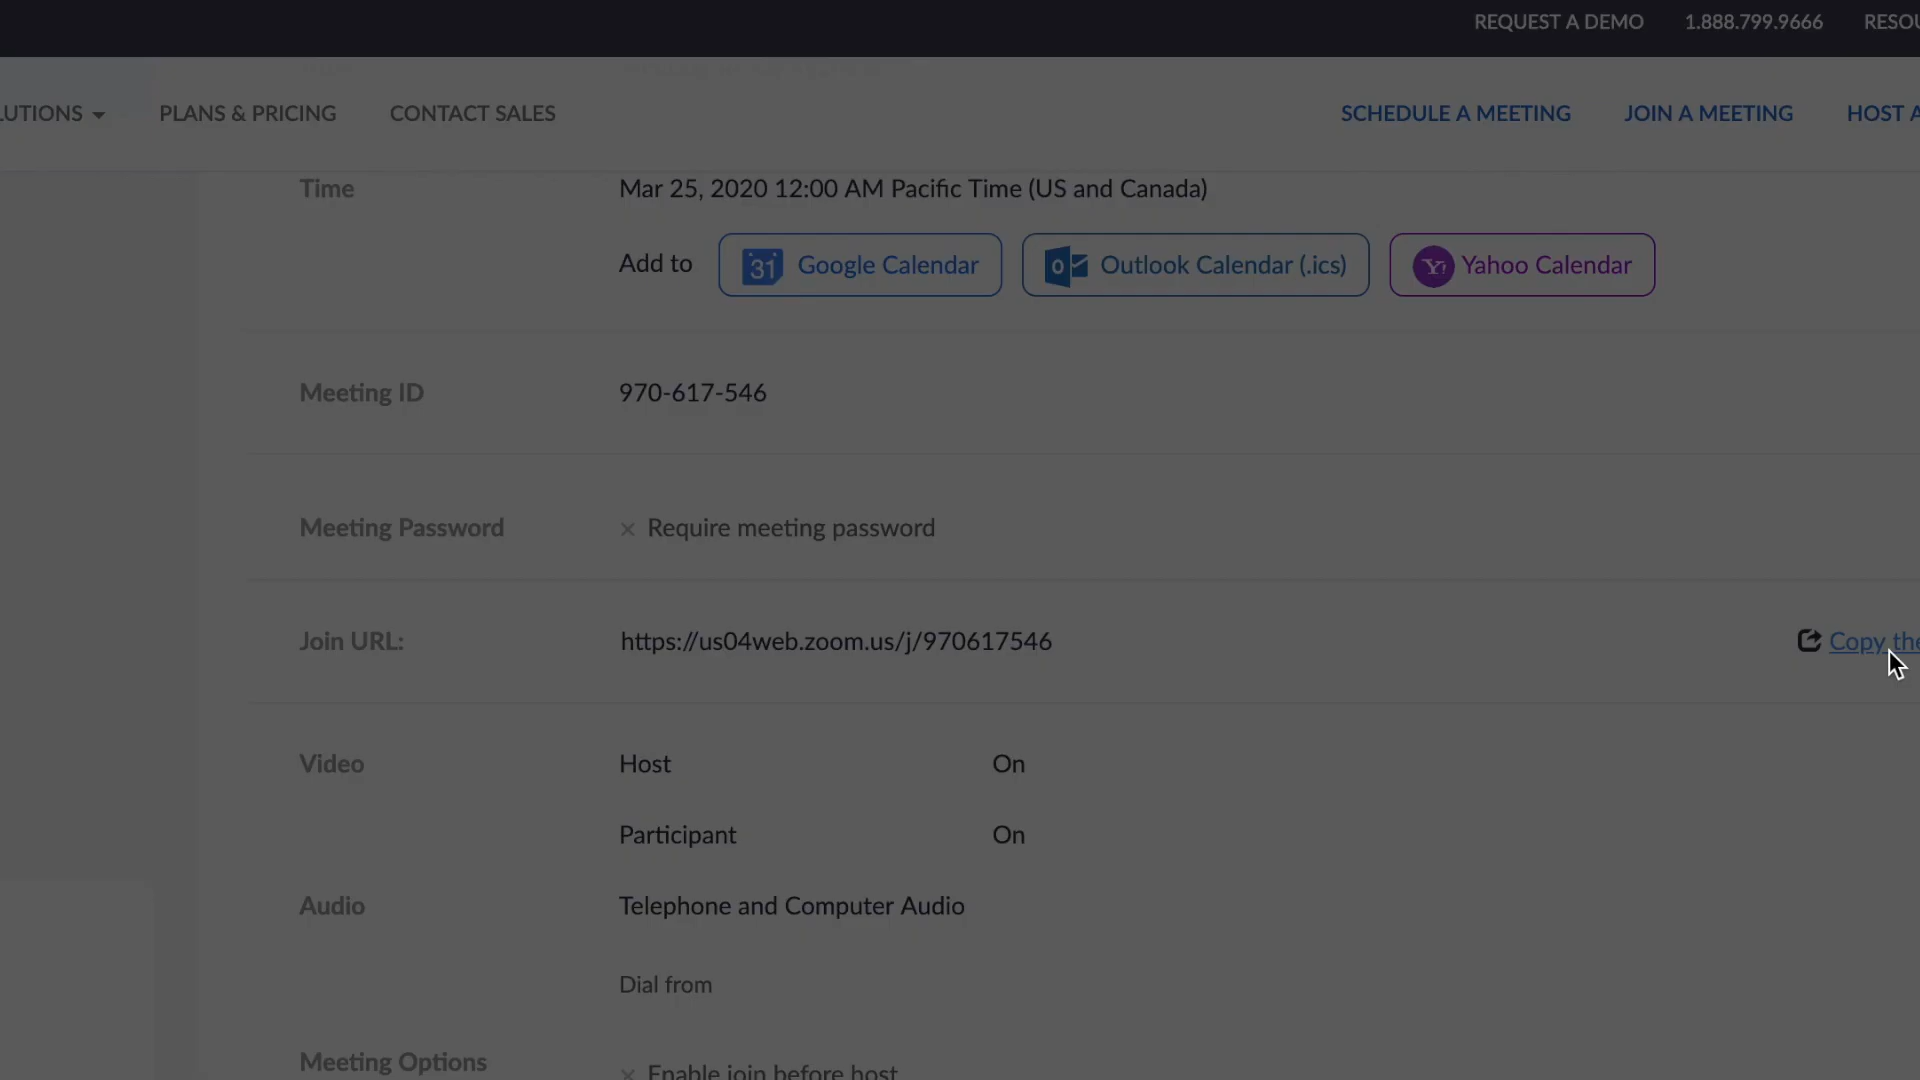 REQUEST A DEMO 1.888.799.9666 RESOU
LUTIONS PLANS & PRICING CONTACT SALES SCHEDULE A MEETING JOIN A MEETING HOST A
Time Mar 25, 2020 12:00 AM Pacific Time (US and Canada)
Add to 31 Google Calendar Outlook Calendar (.ics) Yahoo Calendar
Meeting ID 970-617-546
Meeting Password × Require meeting password
Join URL: https://us04web.zoom.us/j/970617546 Copy the
Video Host On
Participant On
Audio Telephone and Computer Audio
Dial from
Meeting Options × Enable join before host